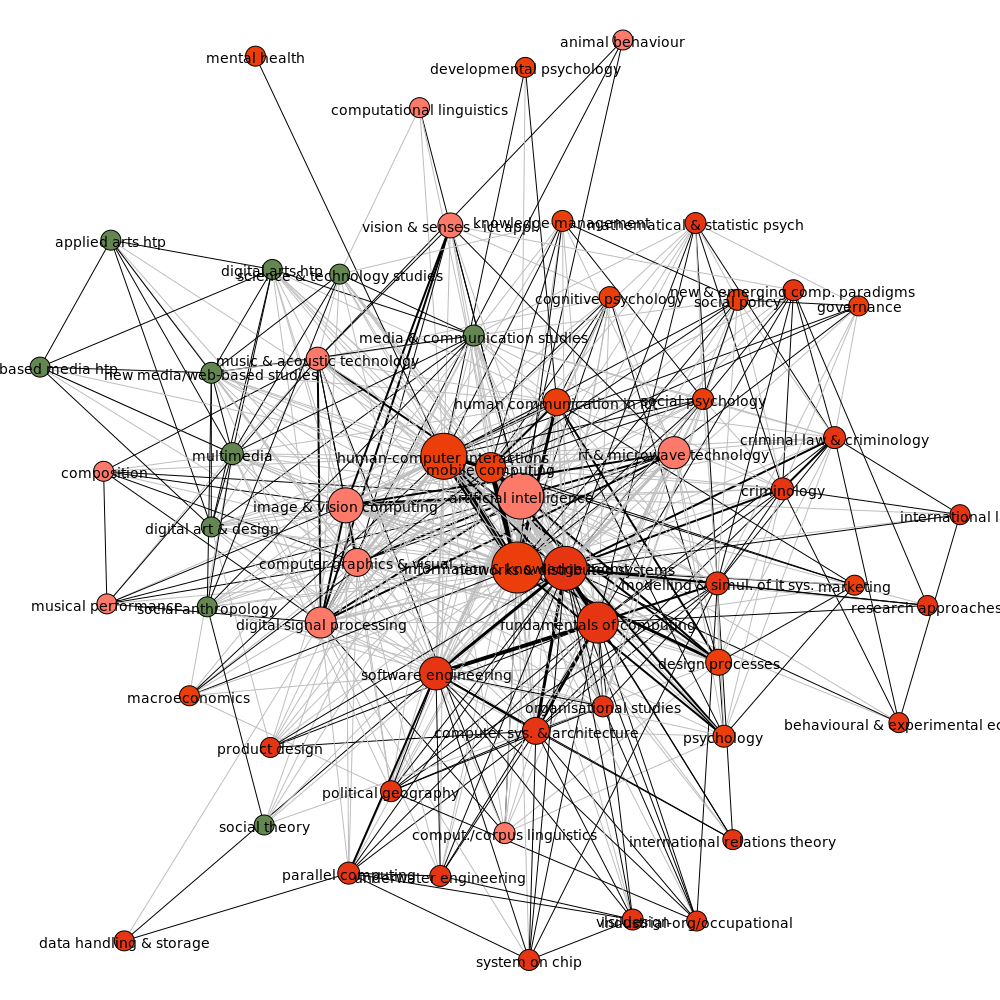 animal behaviour
mental health
developmental psychology
computational linguistics
vision & senses - ict appl.
knowledge management
mathematical & statistic psych
applied arts htp
digital arts htp
science & technology studies
cognitive psychology
new & emerging comp. paradigms
social policy
governance
media & communication studies
music & acoustic technology
based media htp
new media/web-based studies
human communication in ict
social psychology
criminal law & criminology
multimedia
human-computer interactions
rf & microwave technology
mobile computing
composition
artificial intelligence
criminology
image & vision computing
international l
digital art & design
computer graphics & visual.
networks & distributed systems
modelling & simul. of it sys.
marketing
musical performance
social anthropology
research approaches
digital signal processing
fundamentals of computing
design processes
software engineering
macroeconomics
organisational studies
behavioural & experimental ec
computer sys. & architecture
psychology
product design
political geography
social theory
comput./corpus linguistics
international relations theory
parallel computing
underwater engineering
vlsi design
industrial-org/occupational
data handling & storage
system on chip